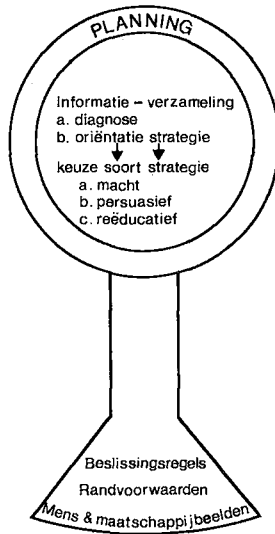 PLANNING
Informatie - verzameling
a. diagnose
b. oriëntatie strategie
keuze soort strategie
a. macht
b. persuasief
c. reëducatief
Beslissingsregels
Randvoorwaarden
Mens & maatschappijbeelden